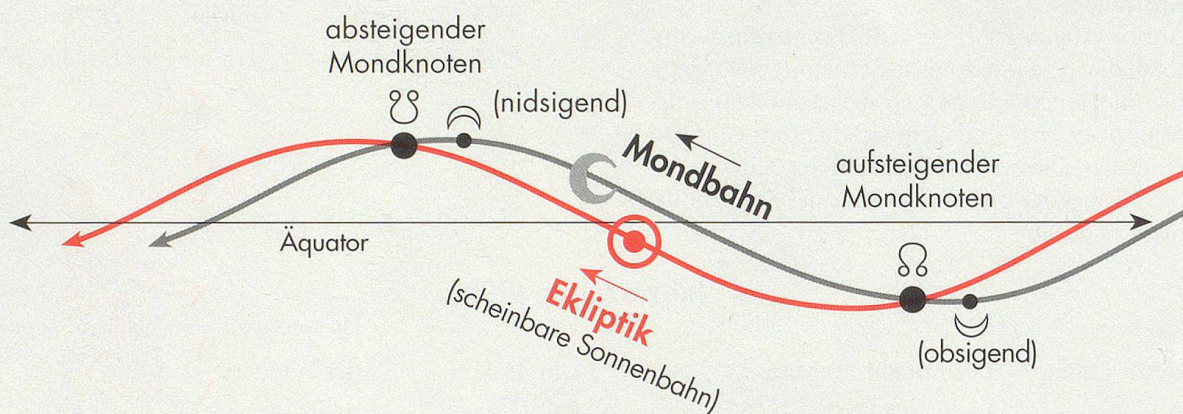 absteigender
Mondknoten
☋
(nidsigend)
Mondbahn
aufsteigender
Mondknoten
Äquator
☊
Ekliptik
(scheinbare Sonnenbahn)
(obsigend)